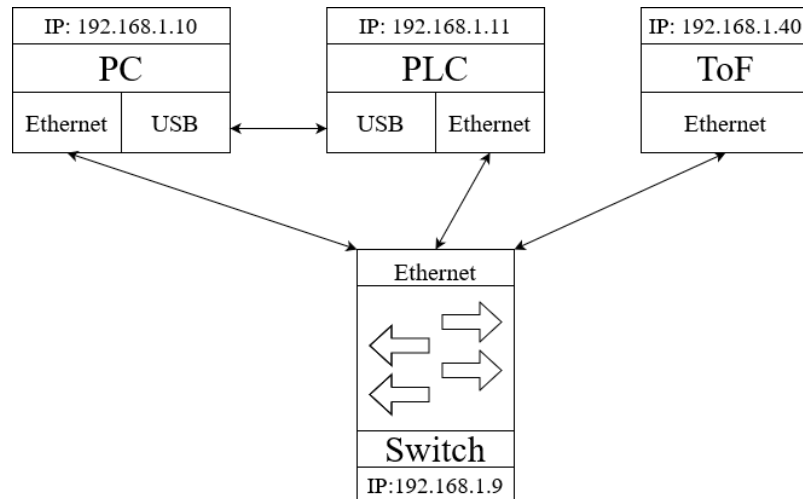 IP: 192.168.1.10
PC
Ethernet
USB
IP: 192.168.1.11
PLC
USB
Ethernet
IP: 192.168.1.40
ToF
Ethernet
Ethernet
Switch
IP:192.168.1.9